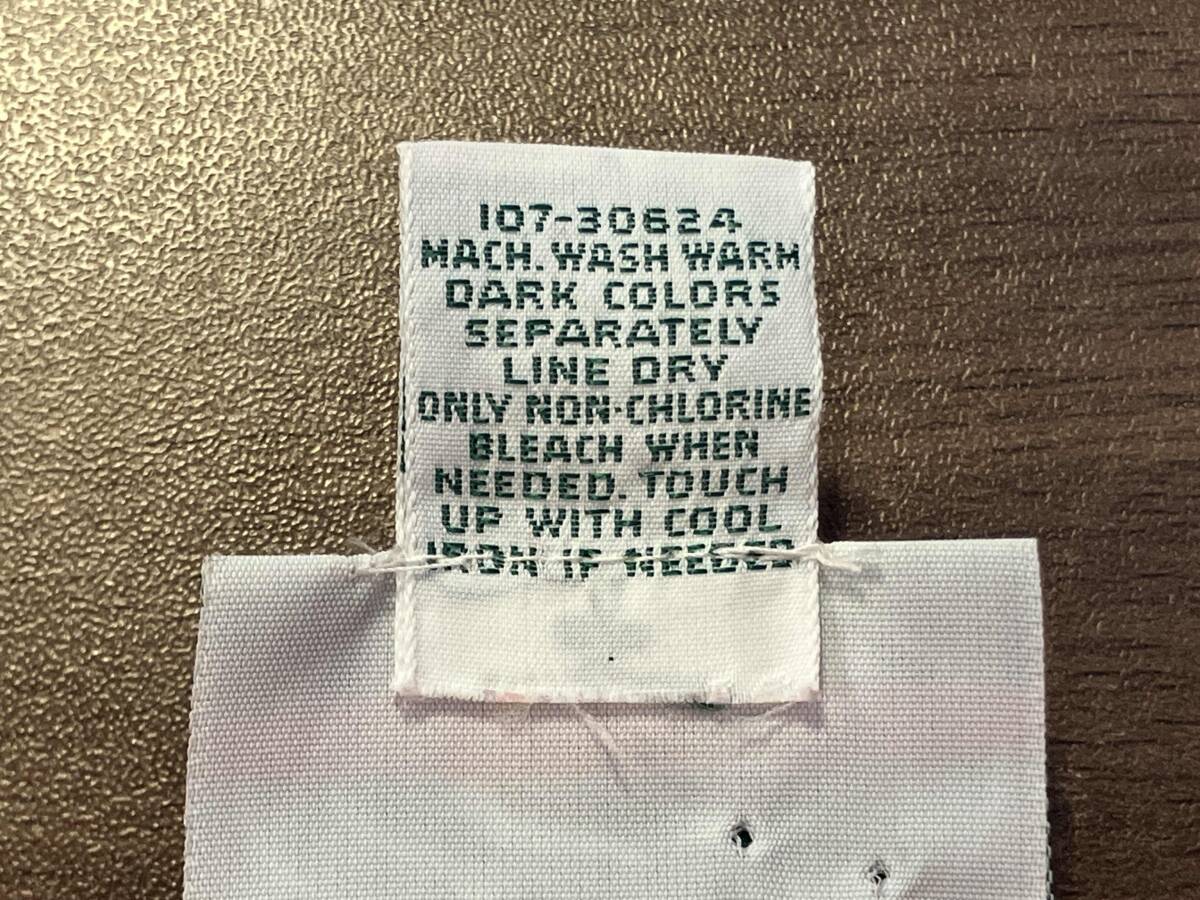 107-30624
MACH. WASH WARM
DARK COLORS
SEPARATELY
LINE DRY
ONLY NON-CHLORINE
BLEACH WHEN
NEEDED. TOUCH
UP WITH COOL
IRON IF NEEDED